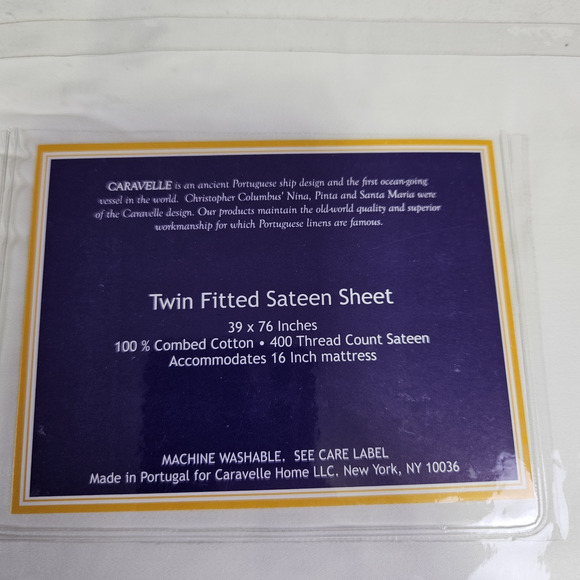 CARAVELLE is an ancient Portuguese ship design and the first ocean-going
vessel in the world. Christopher Columbus' Nina, Pinta and Santa Maria were
of the Caravelle design. Our products maintain the old-world quality and superior
workmanship for which Portuguese linens are famous.
Twin Fitted Sateen Sheet
39 x 76 Inches
100 % Combed Cotton • 400 Thread Count Sateen
Accommodates 16 Inch mattress
MACHINE WASHABLE. SEE CARE LABEL
Made in Portugal for Caravelle Home LLC, New York, NY 10036